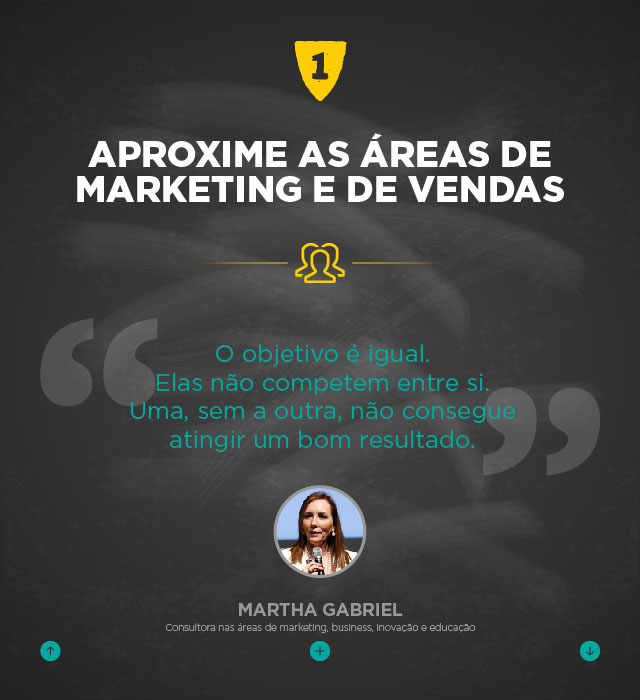 1
APROXIME AS ÁREAS DE
MARKETING E DE VENDAS
“
O objetivo é igual.
Elas não competem entre si.
Uma, sem a outra, não consegue
atingir um bom resultado.
”
MARTHA GABRIEL
Consultora nas áreas de marketing, business, inovação e educação